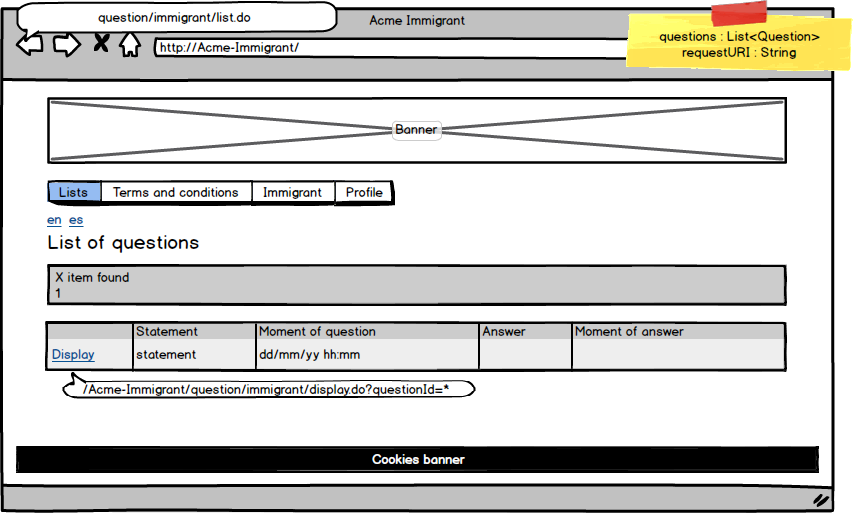 question/immigrant/list.do
Acme Immigrant
questions : List<Question>
requestURI : String
http://Acme-Immigrant/
Banner
Lists Terms and conditions Immigrant Profile
en es
List of questions
X item found
1
Statement Moment of question Answer Moment of answer
Display statement dd/mm/yy hh:mm
/Acme-Immigrant/question/immigrant/display.do?questionId=*
Cookies banner